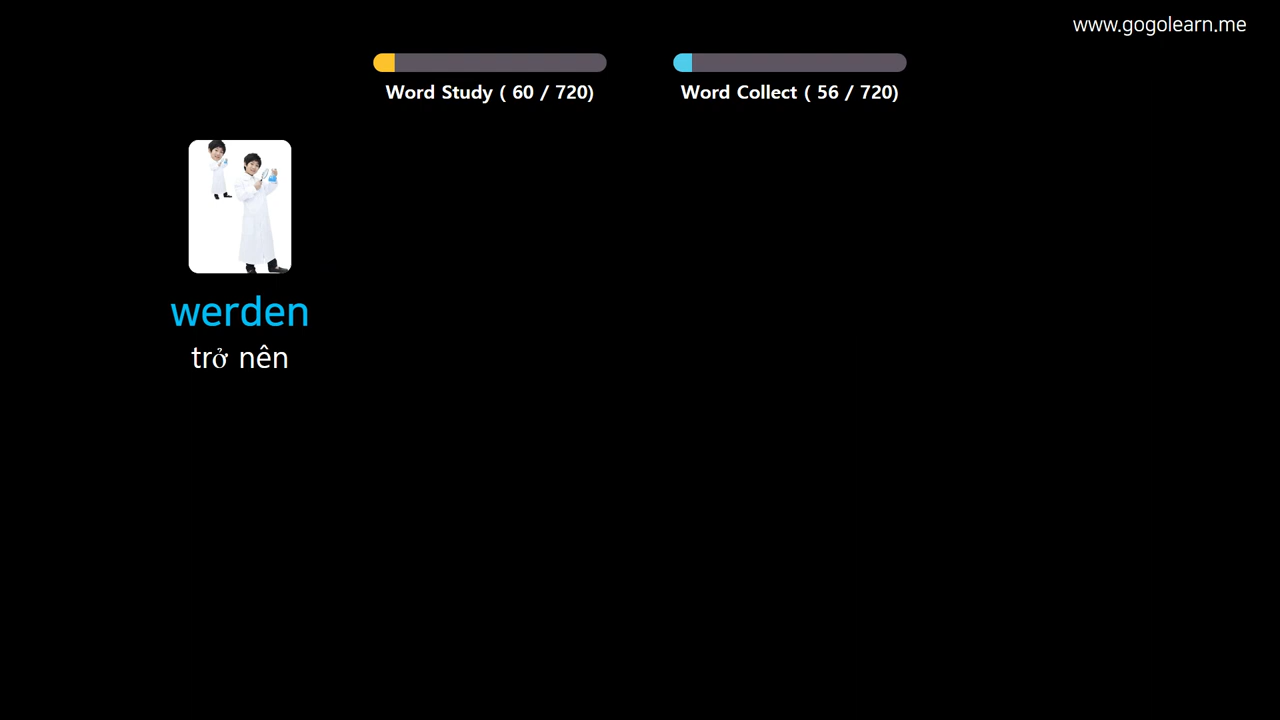 www.gogolearn.me
Word Study ( 60 / 720)
Word Collect ( 56 / 720)
werden
trở nên